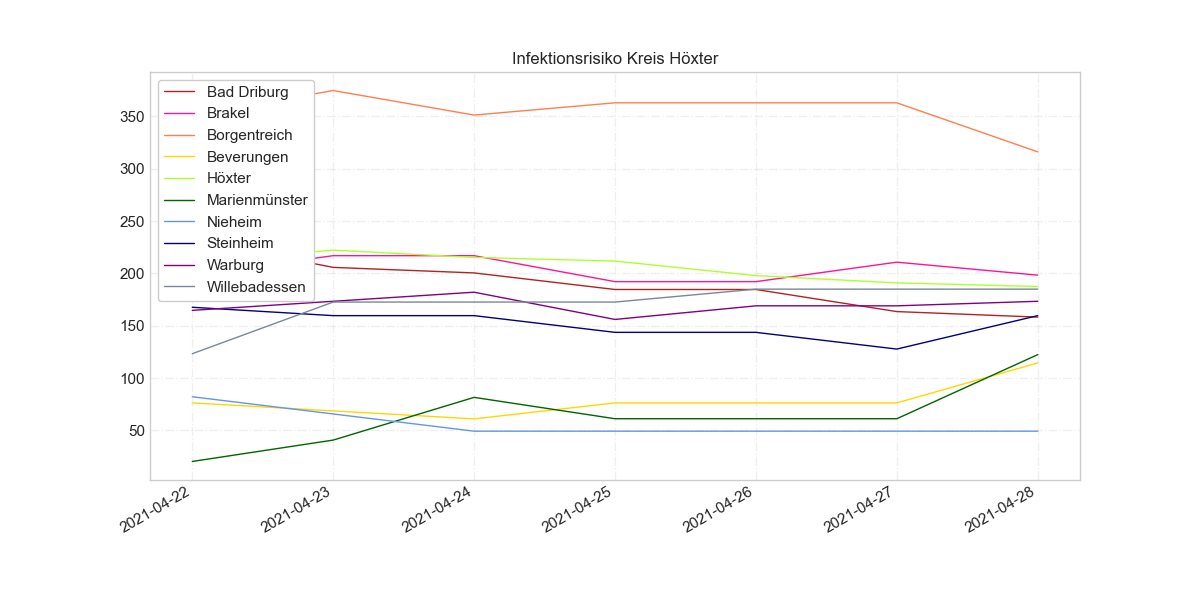 Infektionsrisiko Kreis Höxter
Bad Driburg
Brakel
Borgentreich
Beverungen
Höxter
Marienmünster
Nieheim
Steinheim
Warburg
Willebadessen
350
300
250
200
150
100
50
2021-04-22
2021-04-23
2021-04-24
2021-04-25
2021-04-26
2021-04-27
2021-04-28